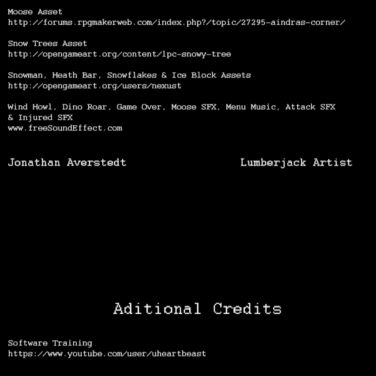 Moose Asset
http://forums.rpgmakerweb.com/index.php?/topic/27295-aindras-corner/
Snow Trees Asset
http://opengameart.org/content/lpc-snowy-tree
Snowman, Heath Bar, Snowflakes & Ice Block Assets
http://opengameart.org/users/nexust
Wind Howl, Dino Roar, Game Over, Moose SFX, Menu Music, Attack SFX
& Injured SFX
www.freeSoundEffect.com
Jonathan Averstedt Lumberjack Artist
Aditional Credits
Software Training
https://www.youtube.com/user/uheartbeast